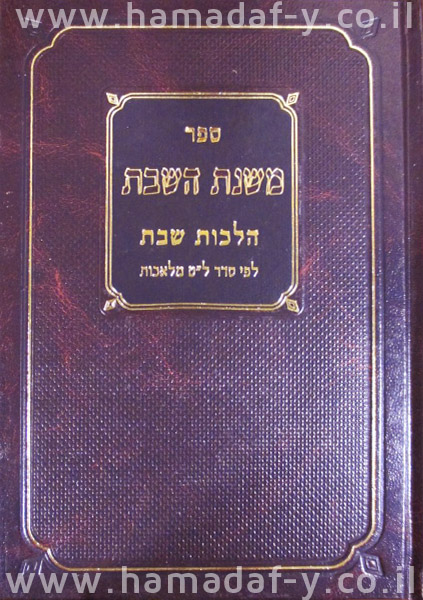 www.hamadaf-y.co.il
ספר
משנת השבת
הלכות שבת
לפי סדר ל״ט מלאכות
www.hamadaf-y.co.il